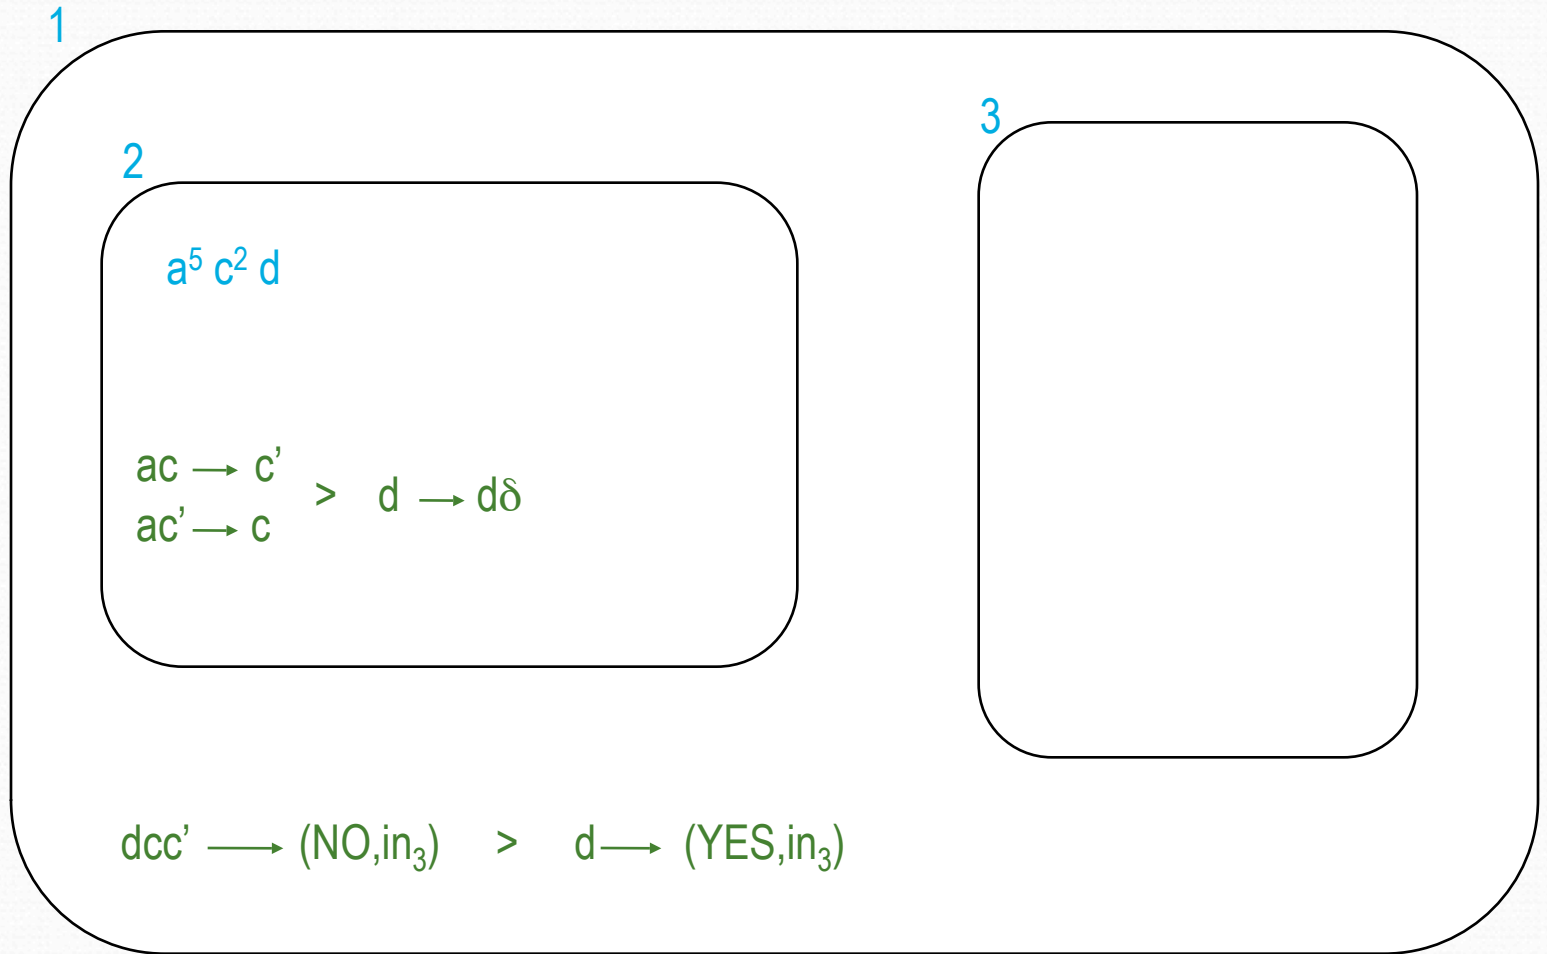 1
3
2
a⁵ c² d
ac → c’
ac’ → c
> d → dδ
dcc’ → (NO,in₃) > d → (YES,in₃)